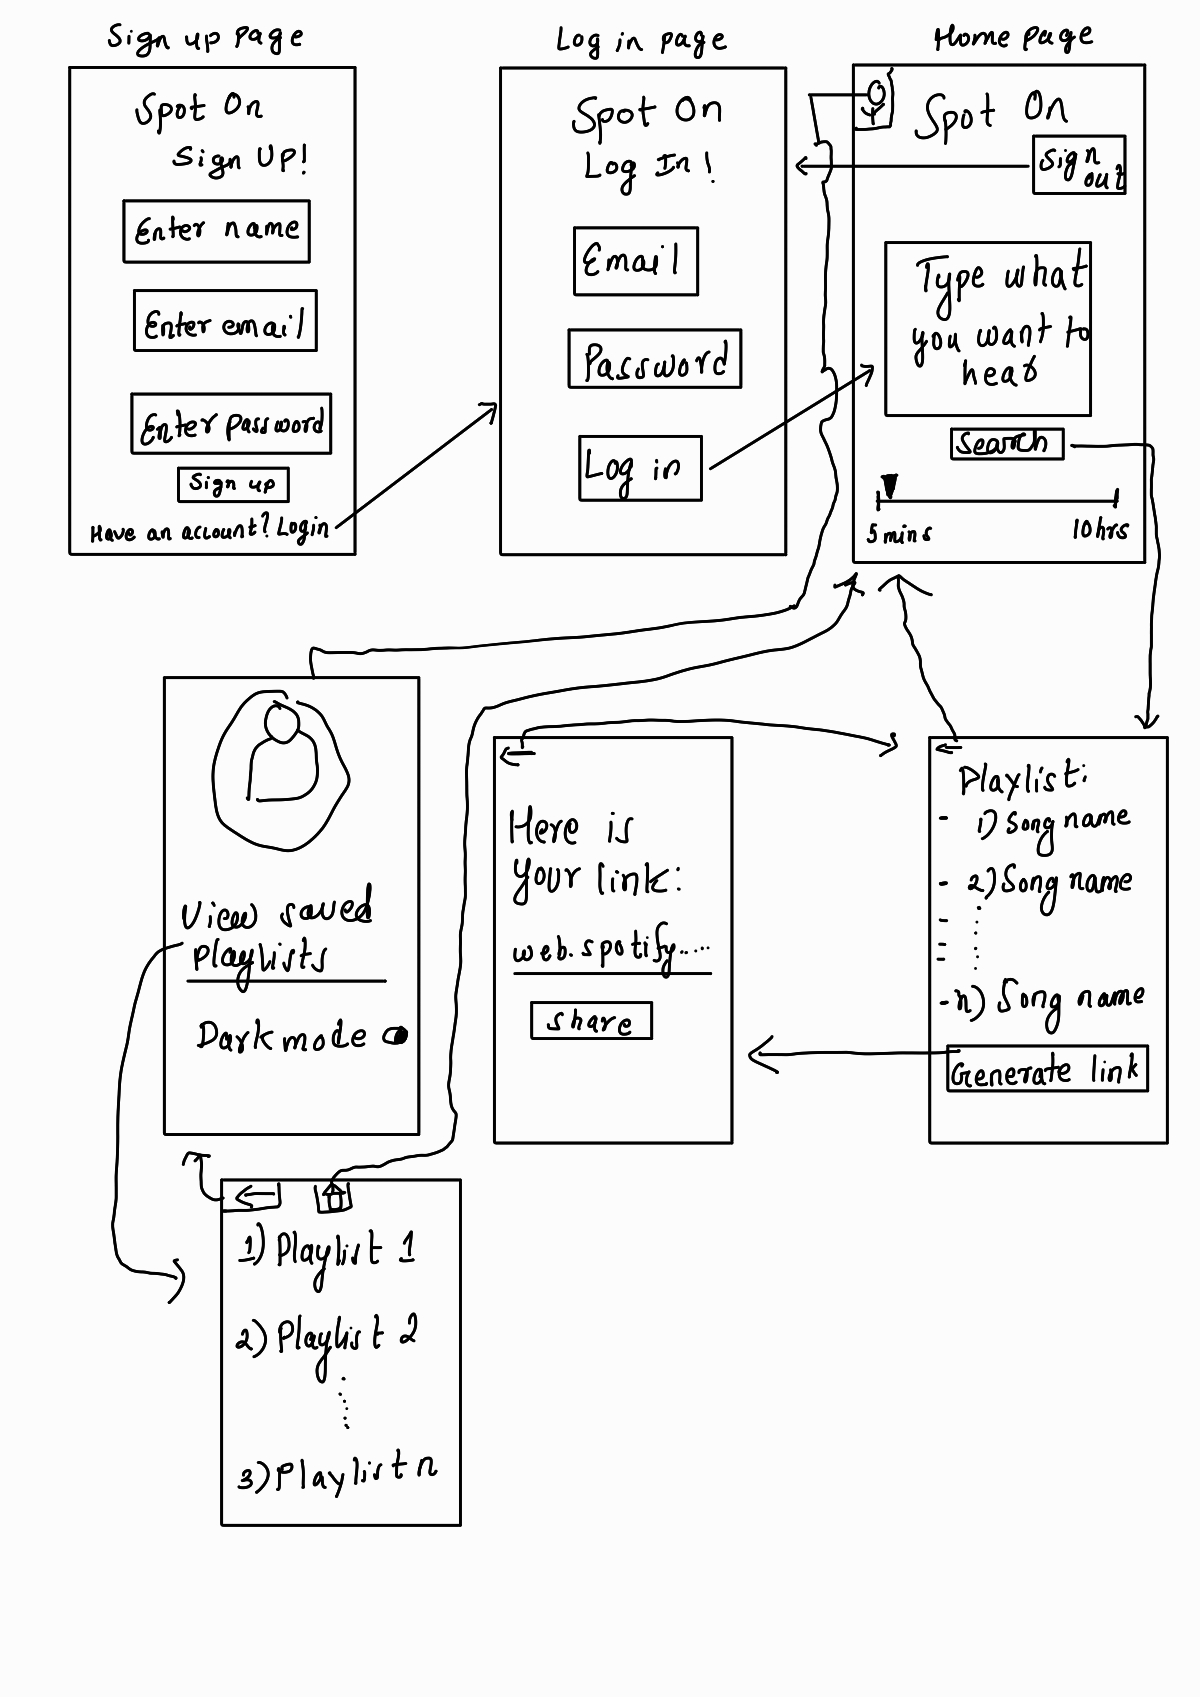 Sign up page
Spot On
Sign UP!
Enter name
Enter email
Enter Password
Sign up
Have an account? Login
Log in page
Spot On
Log In!
Email
Password
Log in
Home page
Spot On
Sign
out
Type what
you want to
hear
Search
5 mins
10hrs
View saved
Playlists
Dark mode
Here is
your link:
web.spotify....
share
Playlist:
- 1) Song name
- 2) Song name
- n) Song name
Generate link
1) Playlist 1
2) Playlist 2
3) Playlist n